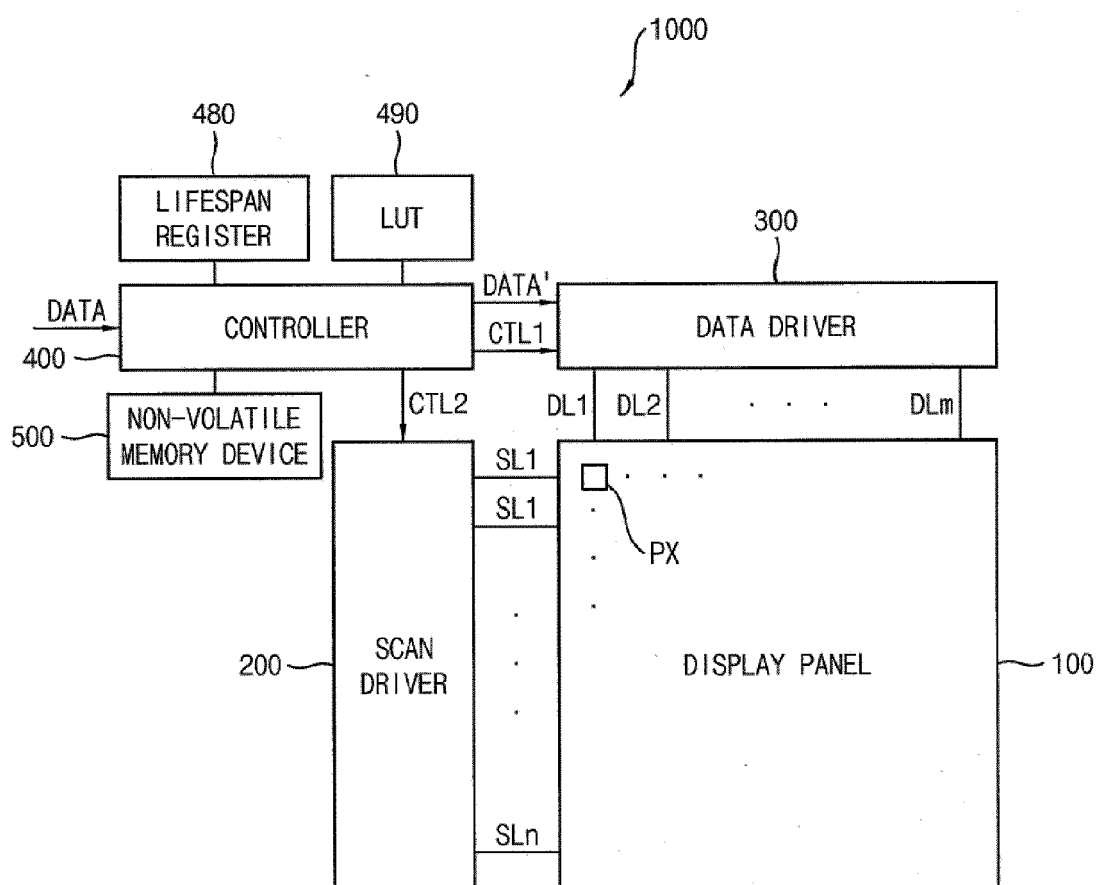 1000
480
490
LIFESPAN
REGISTER
LUT
300
DATA
CONTROLLER
DATA'
CTL1
DATA DRIVER
400
CTL2
DL1
DL2
. . .
DLm
NON-VOLATILE
MEMORY DEVICE
500
SL1
SL1
PX
200
SCAN
DRIVER
DISPLAY PANEL
100
SLn